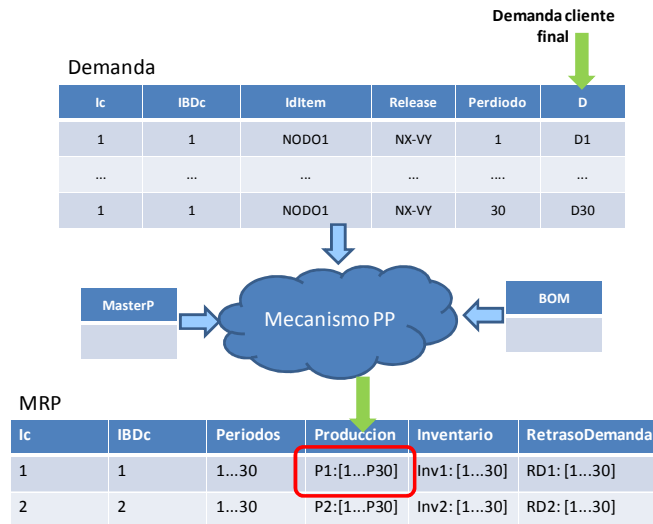 Demanda cliente
final
Demanda
Ic IBDc IdItem Release Perdiodo D
1 1 NODO1 NX-VY 1 D1
... ... ... ... .... ...
1 1 NODO1 NX-VY 30 D30
MasterP
Mecanismo PP
BOM
MRP
Ic IBDc Periodos Produccion Inventario RetrasoDemanda
1 1 1...30 P1:[1...P30] Inv1: [1...30] RD1: [1...30]
2 2 1...30 P2:[1...P30] Inv2: [1...30] RD2: [1...30]